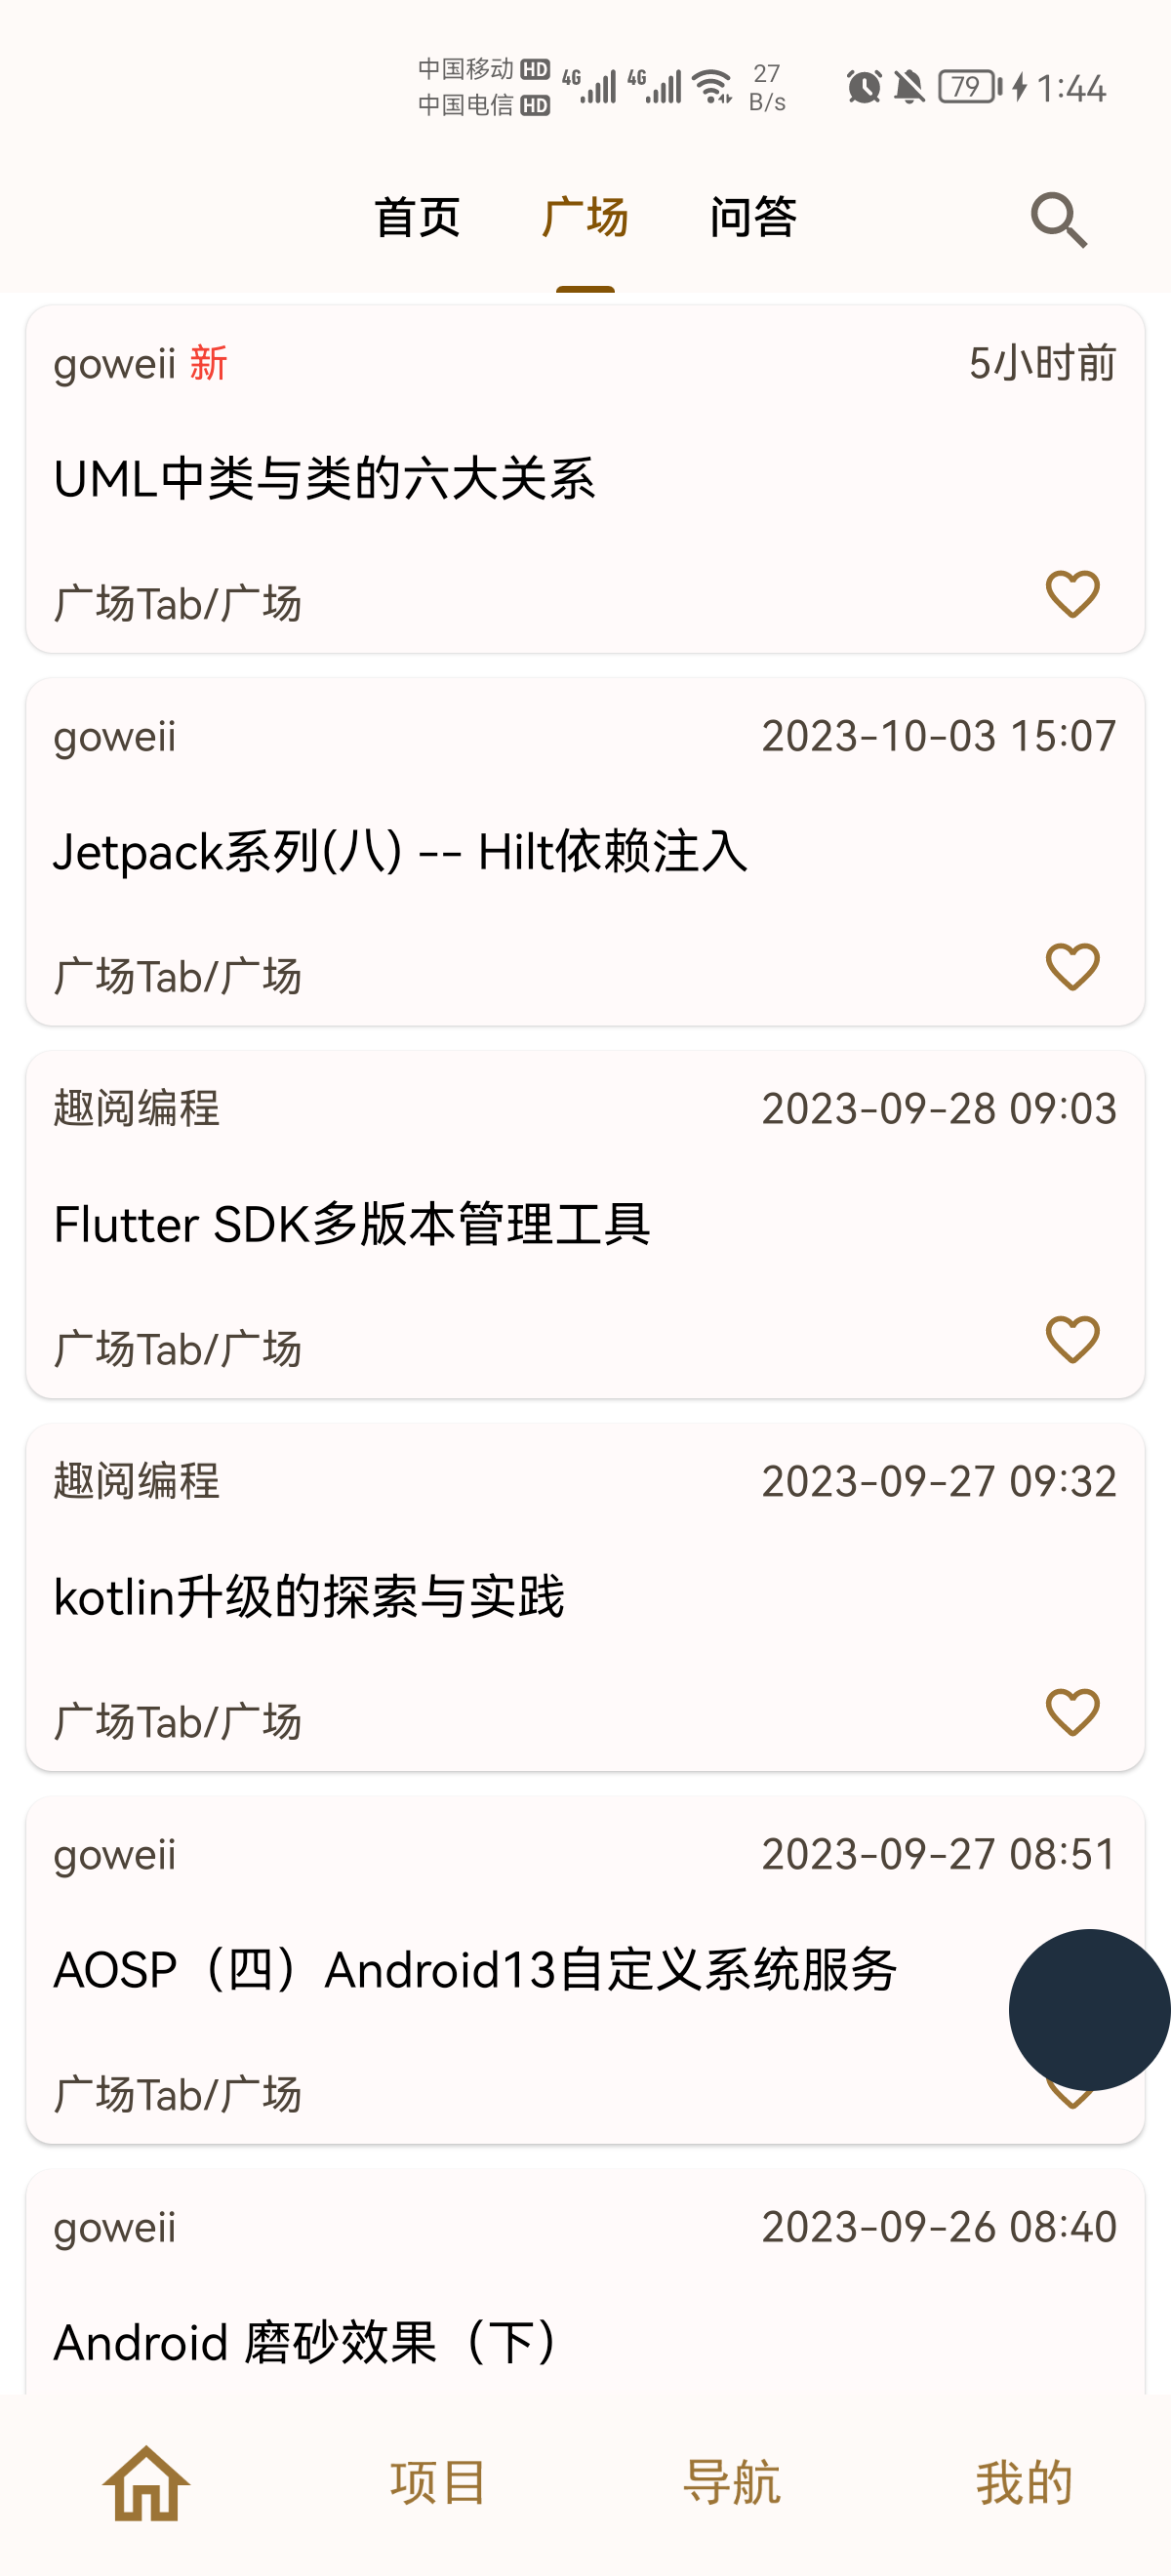 中国移动 HD 4G 4G 27 79 1:44
中国电信 HD B/s
首页 广场 问答
goweii 新 5小时前
UML中类与类的六大关系
广场Tab/广场
goweii 2023-10-03 15:07
Jetpack系列(八) -- Hilt依赖注入
广场Tab/广场
趣阅编程 2023-09-28 09:03
Flutter SDK多版本管理工具
广场Tab/广场
趣阅编程 2023-09-27 09:32
kotlin升级的探索与实践
广场Tab/广场
goweii 2023-09-27 08:51
AOSP（四）Android13自定义系统服务
广场Tab/广场
goweii 2023-09-26 08:40
Android 磨砂效果（下）
项目 导航 我的